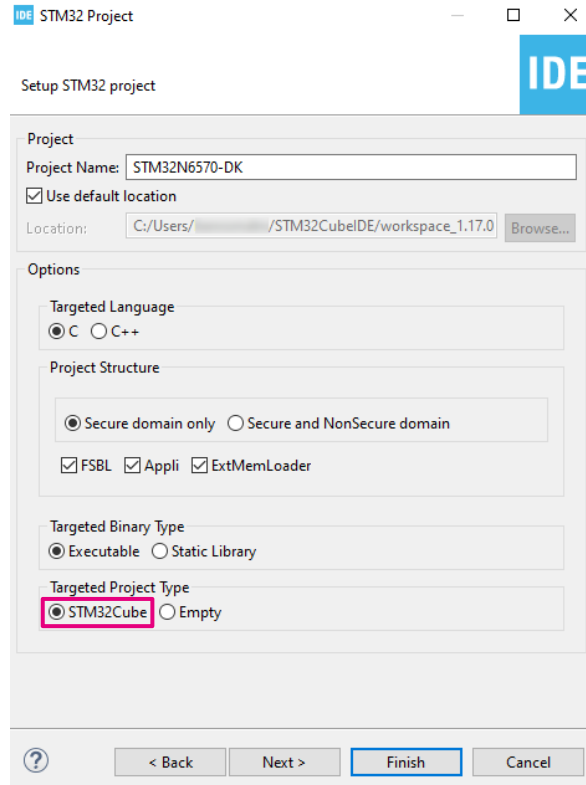 IDE STM32 Project
Setup STM32 project
IDE
Project
Project Name: STM32N6570-DK
Use default location
Location: C:/Users/ /STM32CubeIDE/workspace_1.17.0 Browse...
Options
Targeted Language
C C++
Project Structure
Secure domain only Secure and NonSecure domain
FSBL Appli ExtMemLoader
Targeted Binary Type
Executable Static Library
Targeted Project Type
STM32Cube Empty
? < Back Next > Finish Cancel